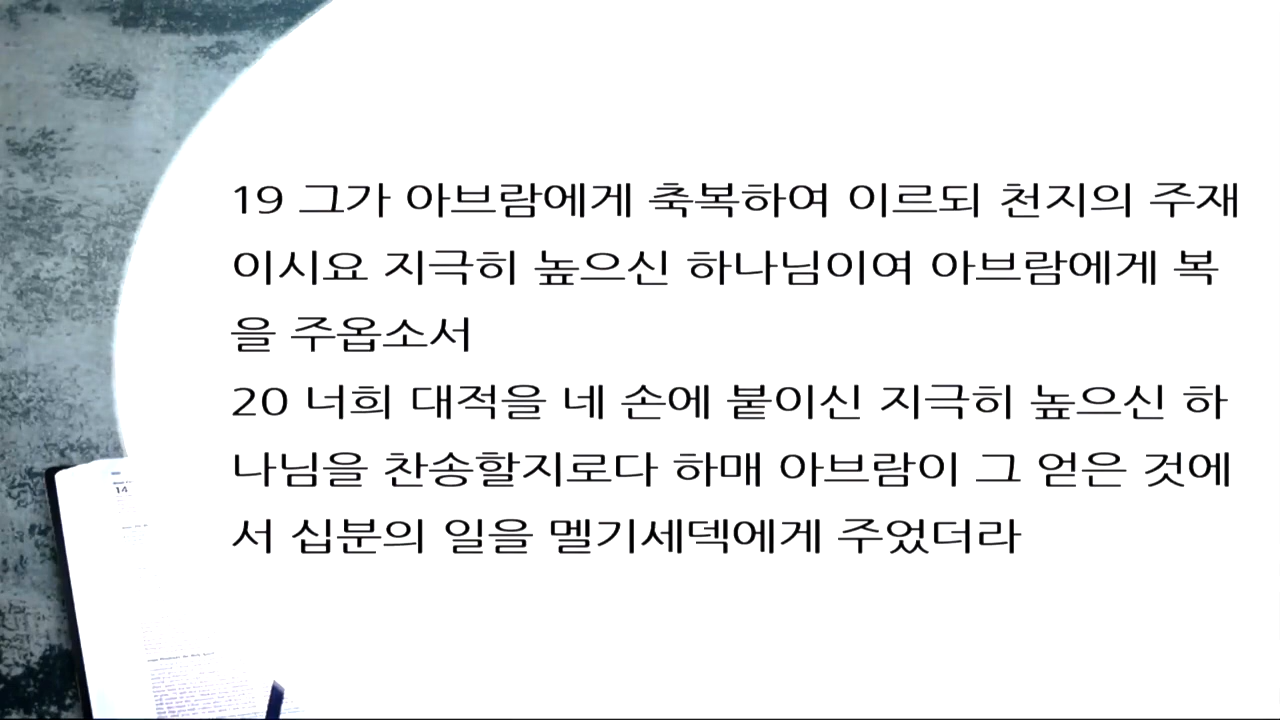 19 그가 아브람에게 축복하여 이르되 천지의 주재
이시요 지극히 높으신 하나님이여 아브람에게 복
을 주옵소서
20 너희 대적을 네 손에 붙이신 지극히 높으신 하
나님을 찬송할지로다 하매 아브람이 그 얻은 것에
서 십분의 일을 멜기세덱에게 주었더라
14